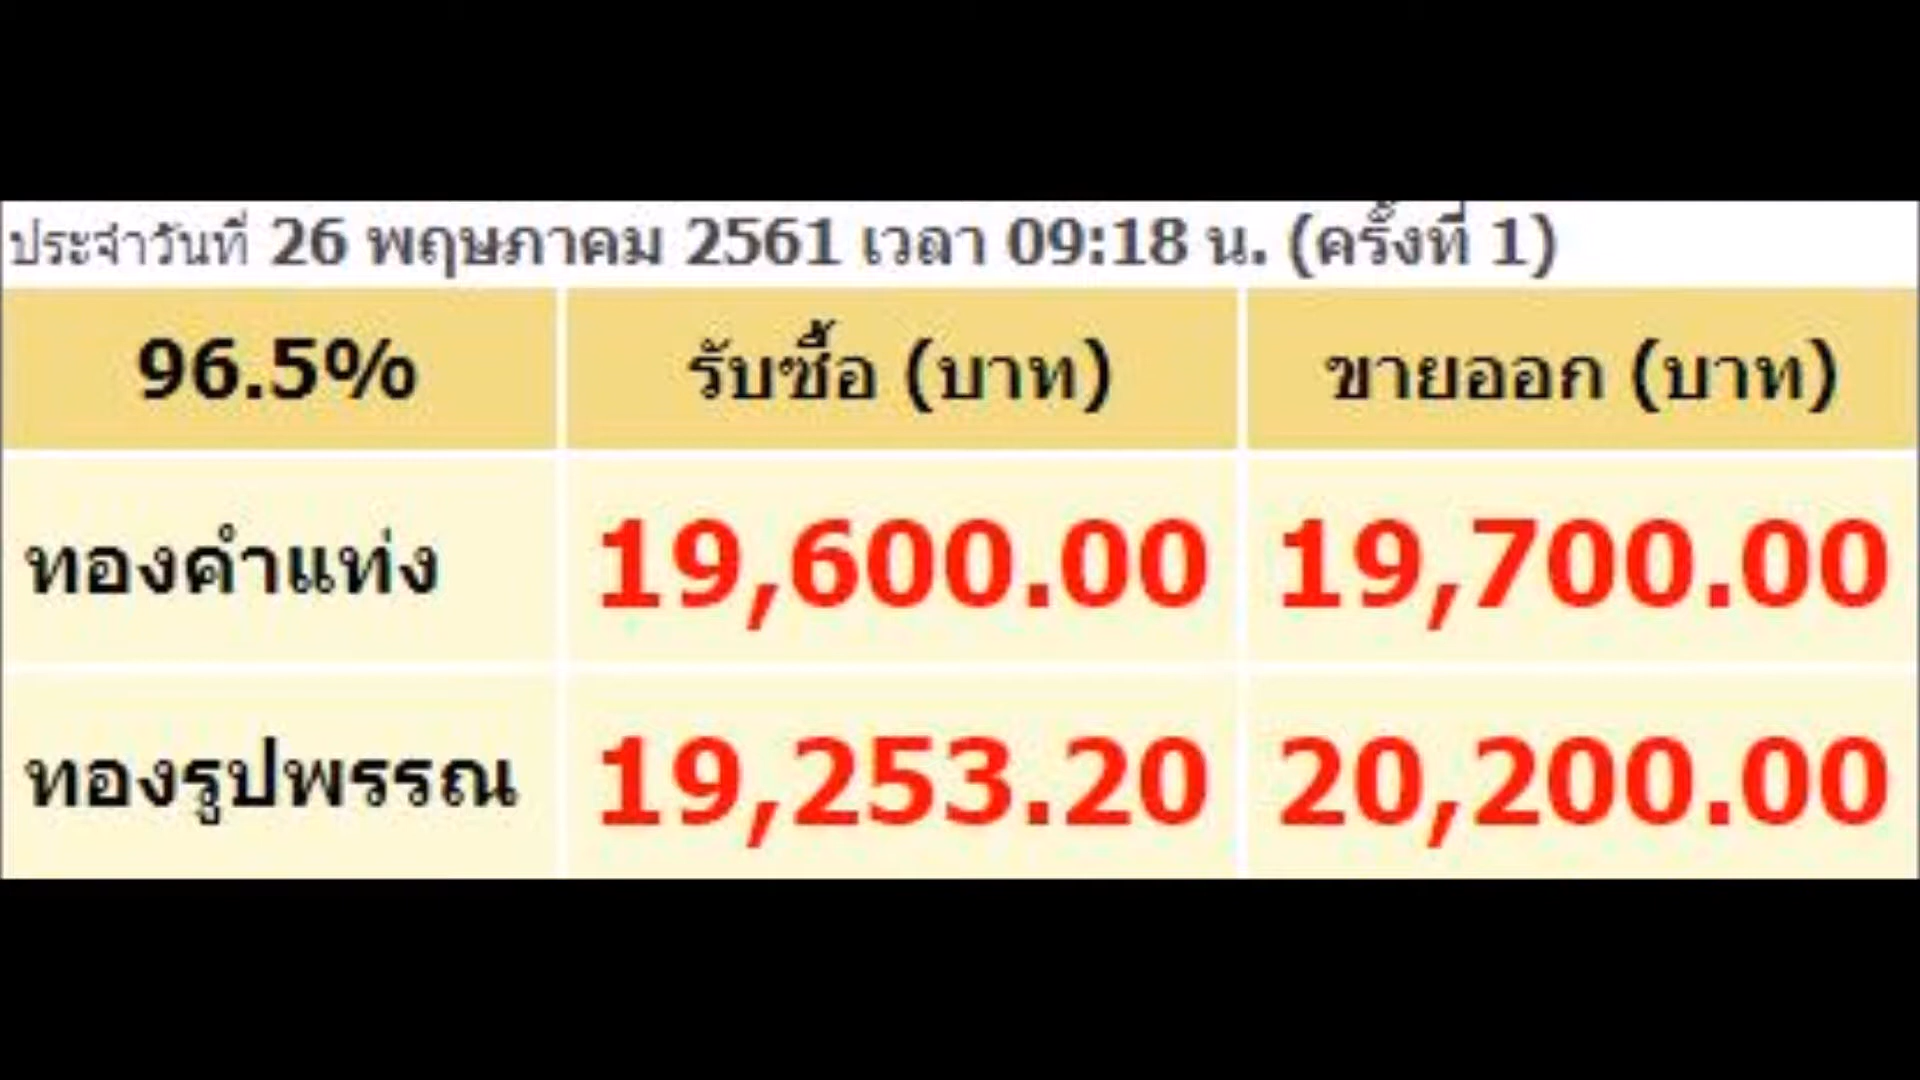 ประจำวันที่ 26 พฤษภาคม 2561 เวลา 09:18 น. (ครั้งที่ 1)
96.5% รับซื้อ (บาท) ขายออก (บาท)
ทองคำแท่ง 19,600.00 19,700.00
ทองรูปพรรณ 19,253.20 20,200.00